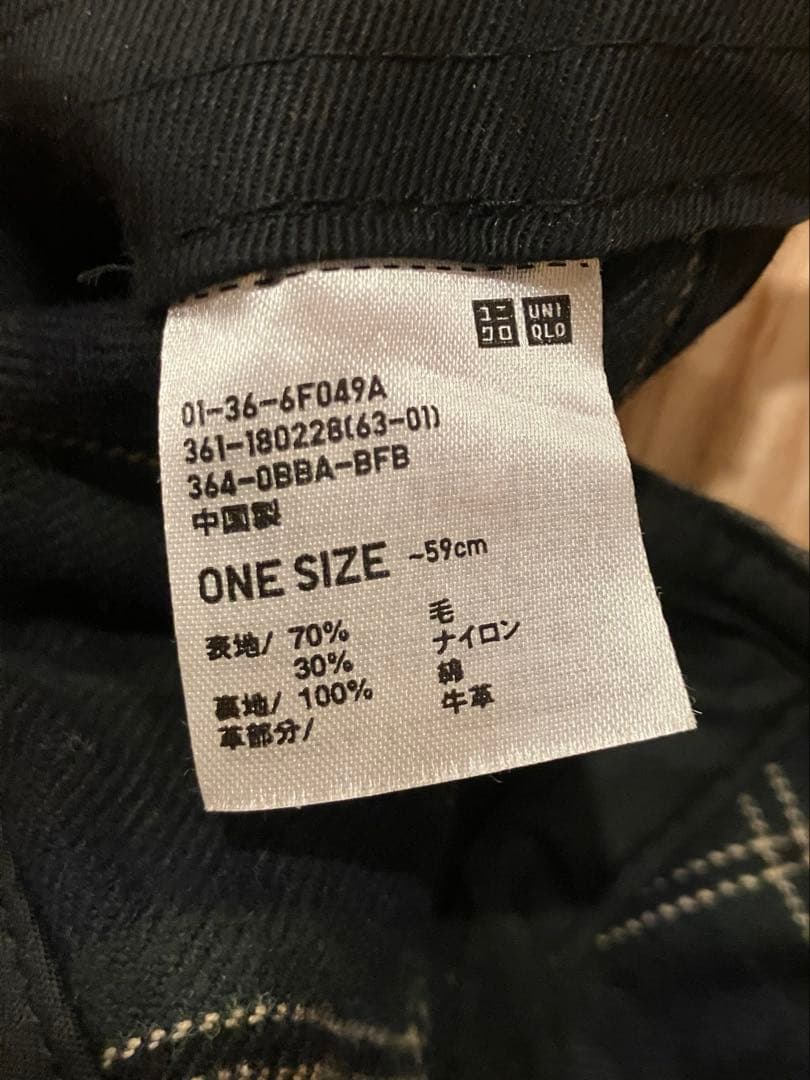 ユニ UNI
クロ QLO
01-36-6F049A
361-180228(63-01)
364-0BBA-BFB
中国製
ONE SIZE ~59cm
表地/ 70% 毛
30% ナイロン
裏地/ 100% 綿
革部分/ 牛革